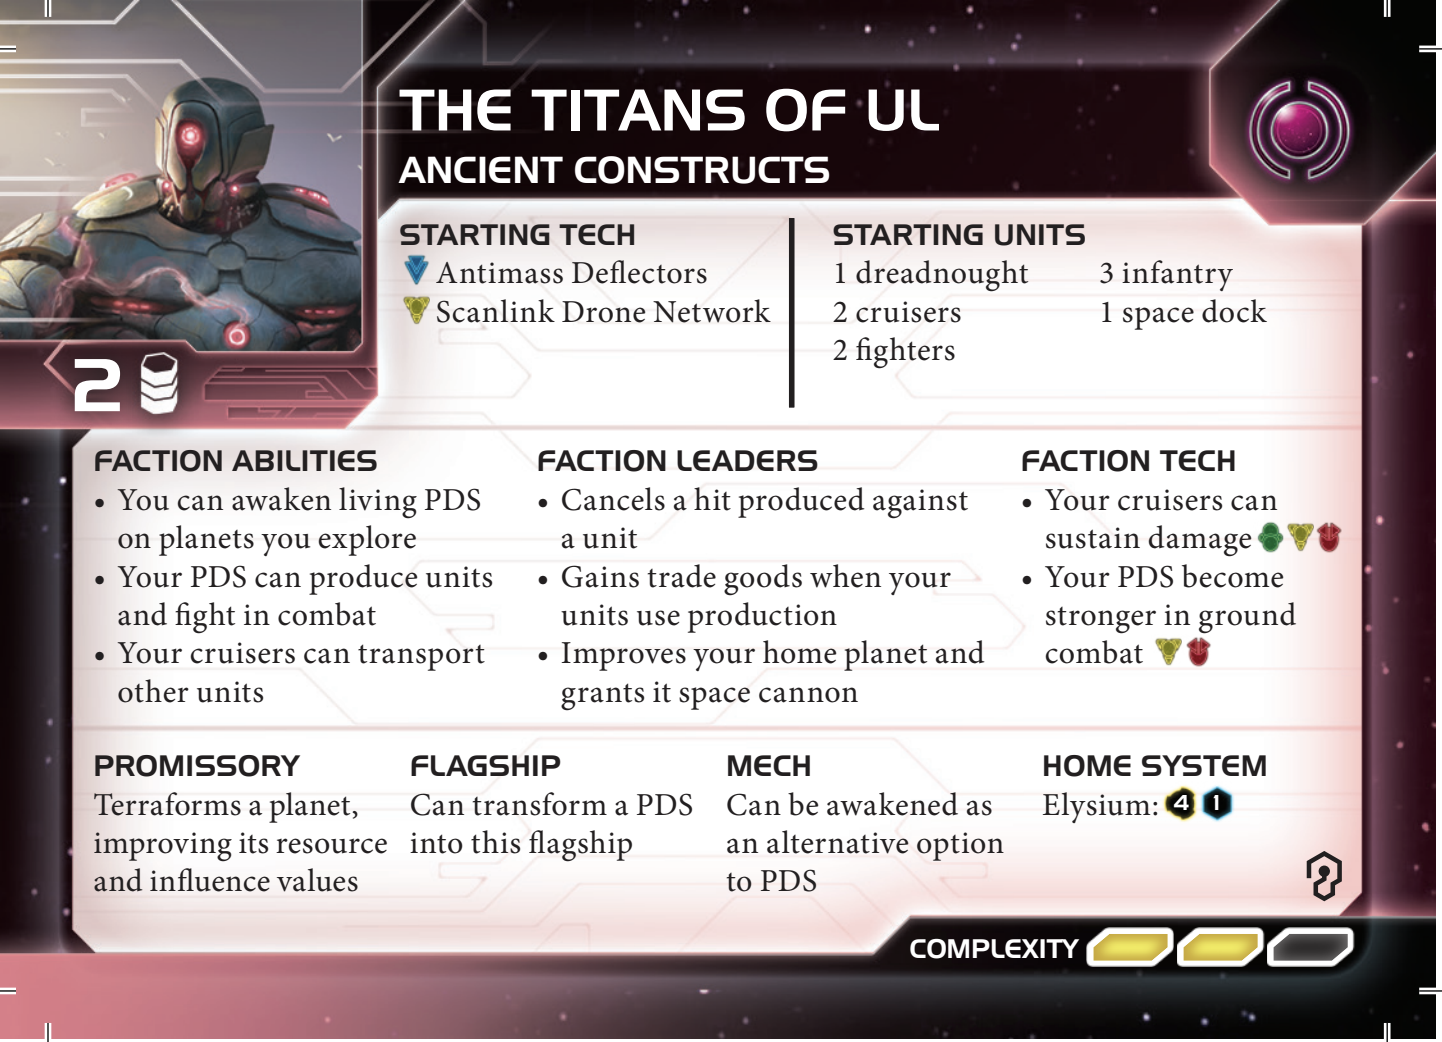 THE TITANS OF UL
ANCIENT CONSTRUCTS
STARTING TECH
Antimass Deflectors
Scanlink Drone Network
STARTING UNITS
1 dreadnought
2 cruisers
2 fighters
3 infantry
1 space dock
2
FACTION ABILITIES
• You can awaken living PDS
on planets you explore
• Your PDS can produce units
and fight in combat
• Your cruisers can transport
other units
FACTION LEADERS
• Cancels a hit produced against
a unit
• Gains trade goods when your
units use production
• Improves your home planet and
grants it space cannon
FACTION TECH
• Your cruisers can
sustain damage
• Your PDS become
stronger in ground
combat
PROMISSORY
Terraforms a planet,
improving its resource
and influence values
FLAGSHIP
Can transform a PDS
into this flagship
MECH
Can be awakened as
an alternative option
to PDS
HOME SYSTEM
Elysium: 4 1
COMPLEXITY